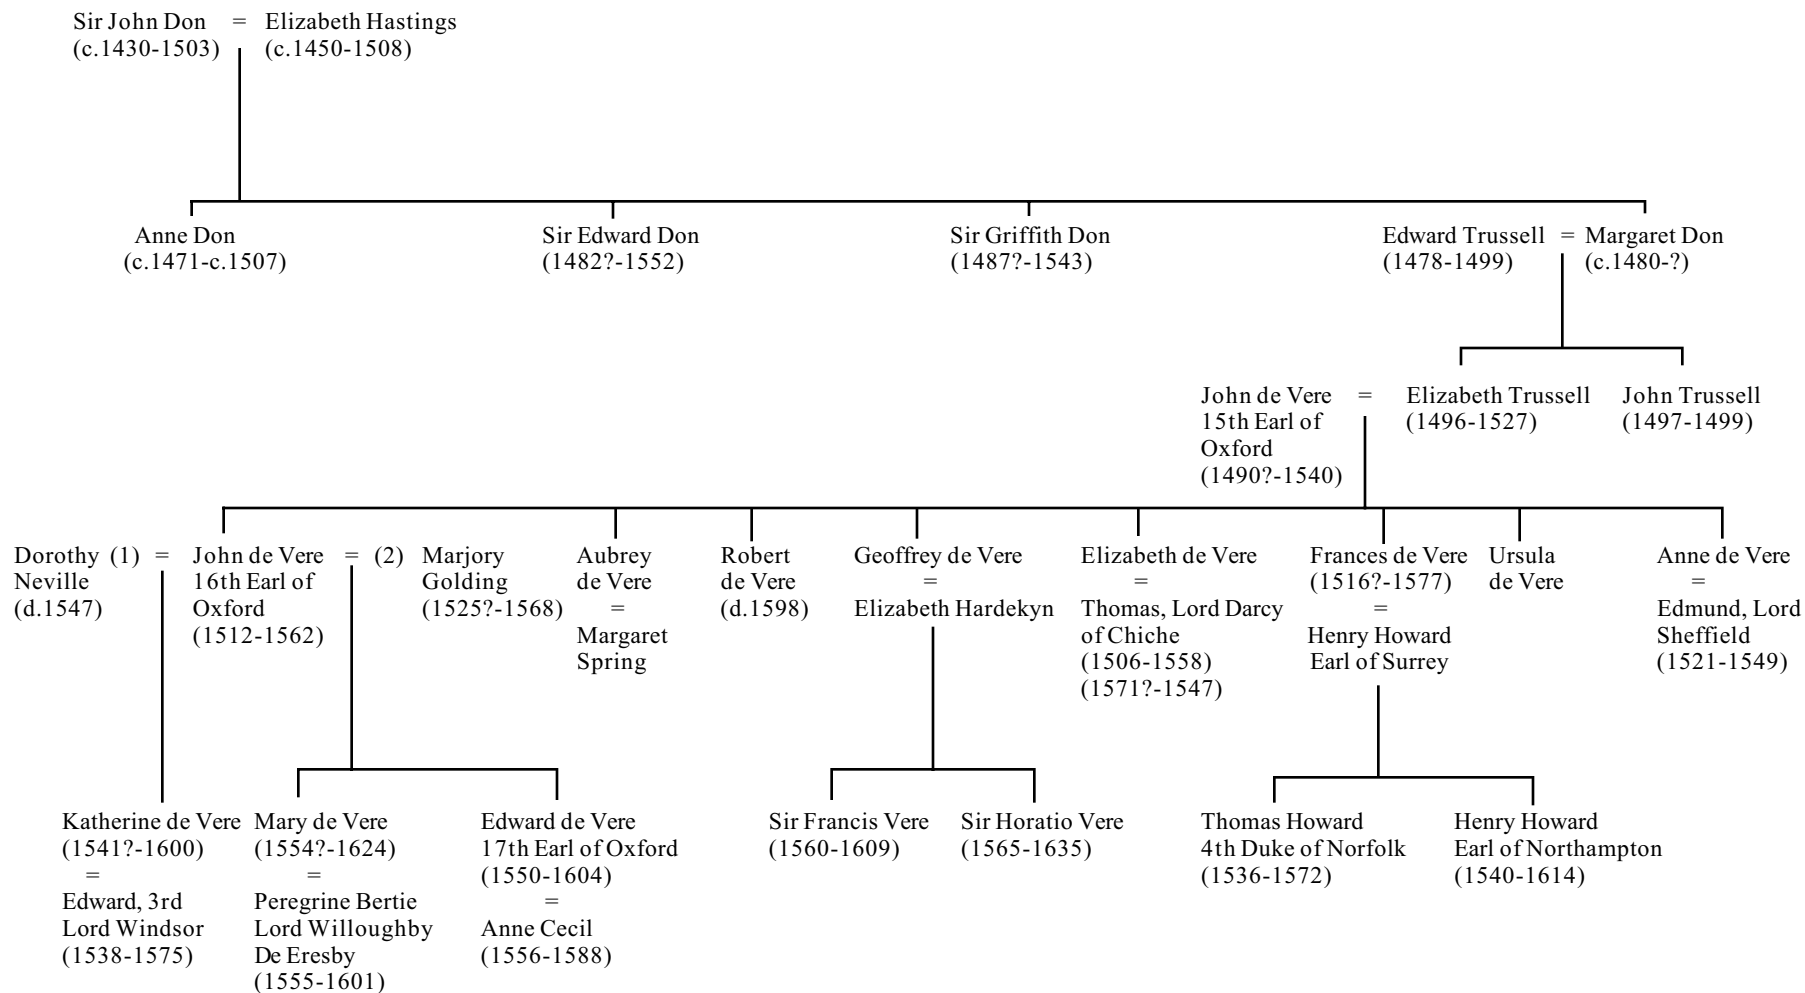 Sir John Don = Elizabeth Hastings
(c.1430-1503) (c.1450-1508)
Anne Don
(c.1471-c.1507)
Sir Edward Don
(1482?-1552)
Sir Griffith Don
(1487?-1543)
Edward Trussell = Margaret Don
(1478-1499) (c.1480-?)
John de Vere =
15th Earl of
Oxford
(1490?-1540)
Elizabeth Trussell
(1496-1527)
John Trussell
(1497-1499)
Dorothy (1) =
Neville
(d.1547)
John de Vere = (2)
16th Earl of
Oxford
(1512-1562)
Marjory
Golding
(1525?-1568)
Aubrey
de Vere
=
Margaret
Spring
Robert
de Vere
(d.1598)
Geoffrey de Vere
=
Elizabeth Hardekyn
Elizabeth de Vere
=
Thomas, Lord Darcy
of Chiche
(1506-1558)
(1571?-1547)
Frances de Vere
(1516?-1577)
=
Henry Howard
Earl of Surrey
Ursula
de Vere
Anne de Vere
=
Edmund, Lord
Sheffield
(1521-1549)
Katherine de Vere
(1541?-1600)
=
Edward, 3rd
Lord Windsor
(1538-1575)
Mary de Vere
(1554?-1624)
=
Peregrine Bertie
Lord Willoughby
De Eresby
(1555-1601)
Edward de Vere
17th Earl of Oxford
(1550-1604)
=
Anne Cecil
(1556-1588)
Sir Francis Vere
(1560-1609)
Sir Horatio Vere
(1565-1635)
Thomas Howard
4th Duke of Norfolk
(1536-1572)
Henry Howard
Earl of Northampton
(1540-1614)